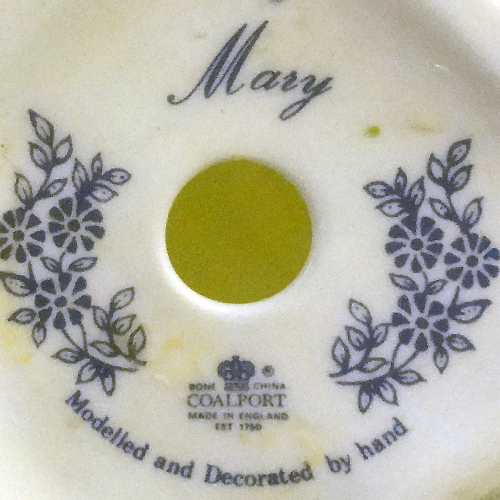 Mary
®
BONE CHINA
COALPORT
MADE IN ENGLAND
EST 1750
Modelled and Decorated by hand